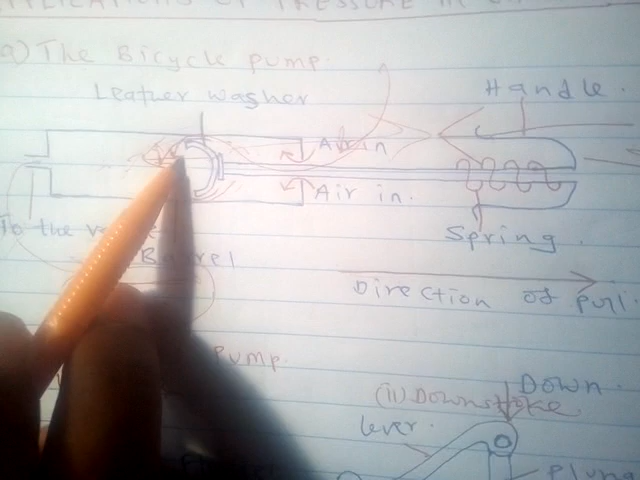 a) The Bicycle pump.
Leather washer
Handle.
Air in
Air in.
To the
Barrel
Spring.
Direction of pull.
Pump.
(ii) Downstroke
Down.
lever.
Plung